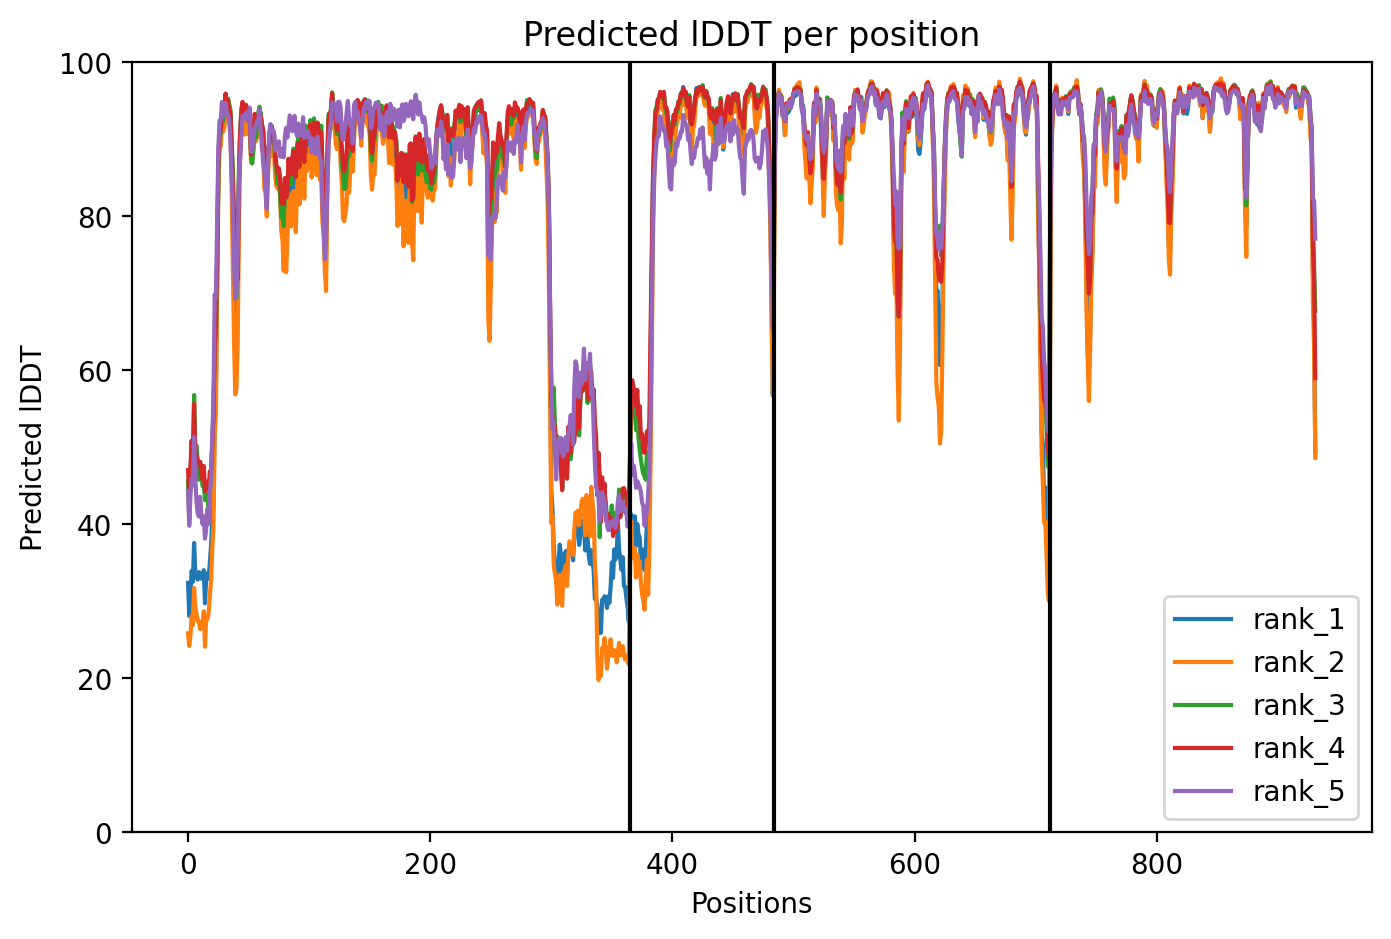 Predicted lDDT per position
100
80
60
40
20
0
Predicted lDDT
0 200 400 600 800
Positions
rank_1
rank_2
rank_3
rank_4
rank_5